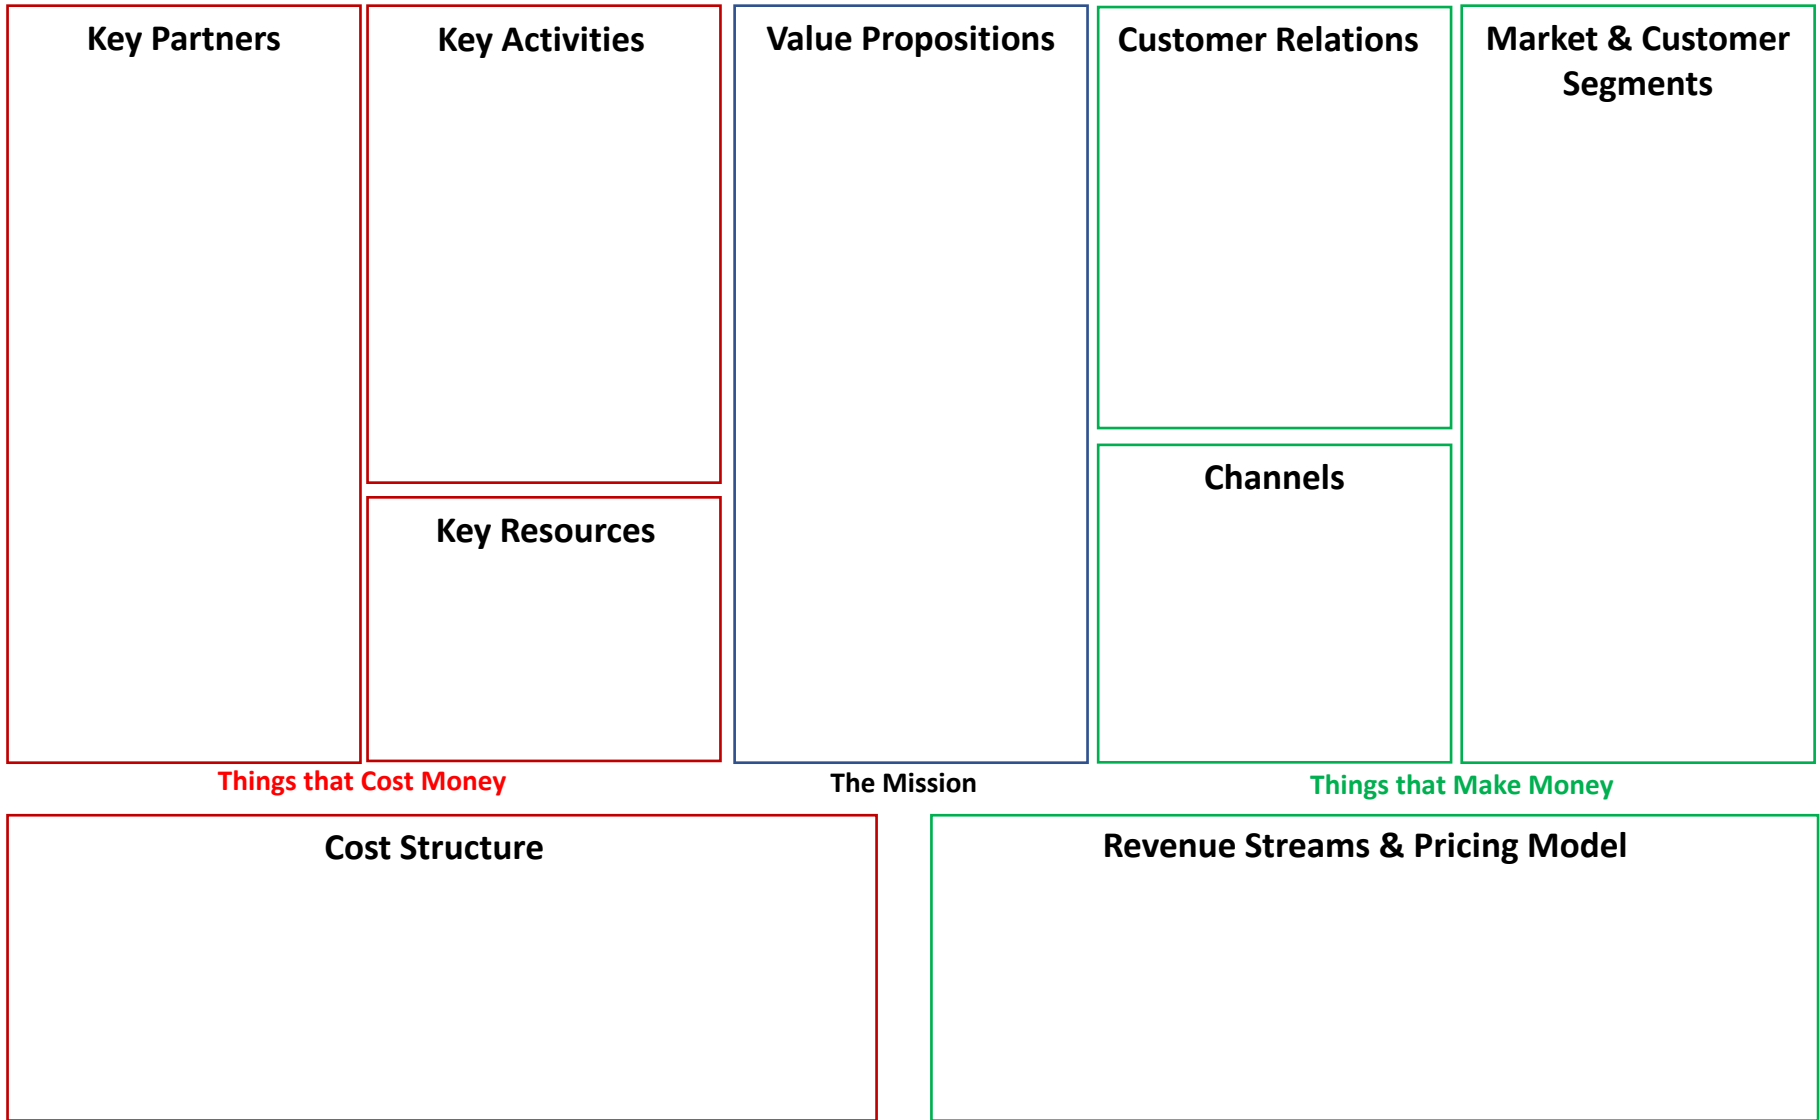 Key Partners
Key Activities
Key Resources
Value Propositions
Customer Relations
Channels
Market & Customer
Segments
Things that Cost Money
The Mission
Things that Make Money
Cost Structure
Revenue Streams & Pricing Model